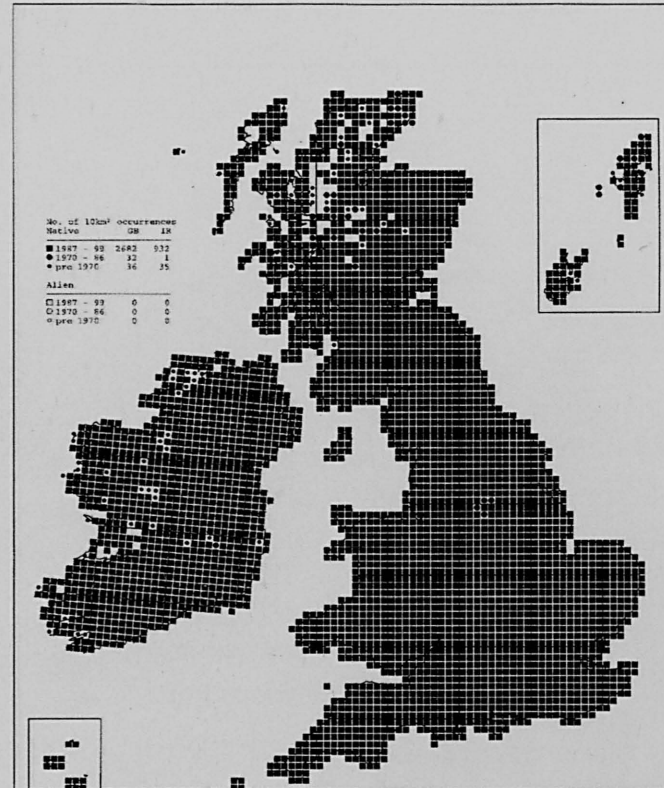 No. of 10km² occurrences
Native GB IR
1987 - 99 2682 932
1970 - 86 32 1
pre 1970 36 35
Alien
1987 - 99 0 0
1970 - 86 0 0
pre 1970 0 0